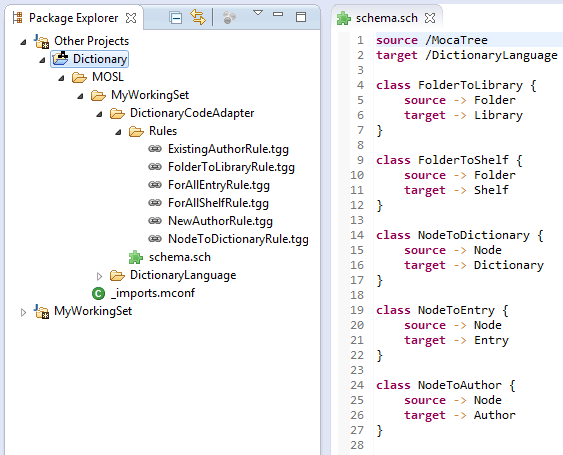 Package Explorer
Other Projects
Dictionary
MOSL
MyWorkingSet
DictionaryCodeAdapter
Rules
ExistingAuthorRule.tgg
FolderToLibraryRule.tgg
ForAllEntryRule.tgg
ForAllShelfRule.tgg
NewAuthorRule.tgg
NodeToDictionaryRule.tgg
schema.sch
DictionaryLanguage
_imports.mconf
MyWorkingSet
schema.sch
1 source /MocaTree
2 target /DictionaryLanguage
3
4 class FolderToLibrary {
5 source -> Folder
6 target -> Library
7 }
8
9 class FolderToShelf {
10 source -> Folder
11 target -> Shelf
12 }
13
14 class NodeToDictionary {
15 source -> Node
16 target -> Dictionary
17 }
18
19 class NodeToEntry {
20 source -> Node
21 target -> Entry
22 }
23
24 class NodeToAuthor {
25 source -> Node
26 target -> Author
27 }
28